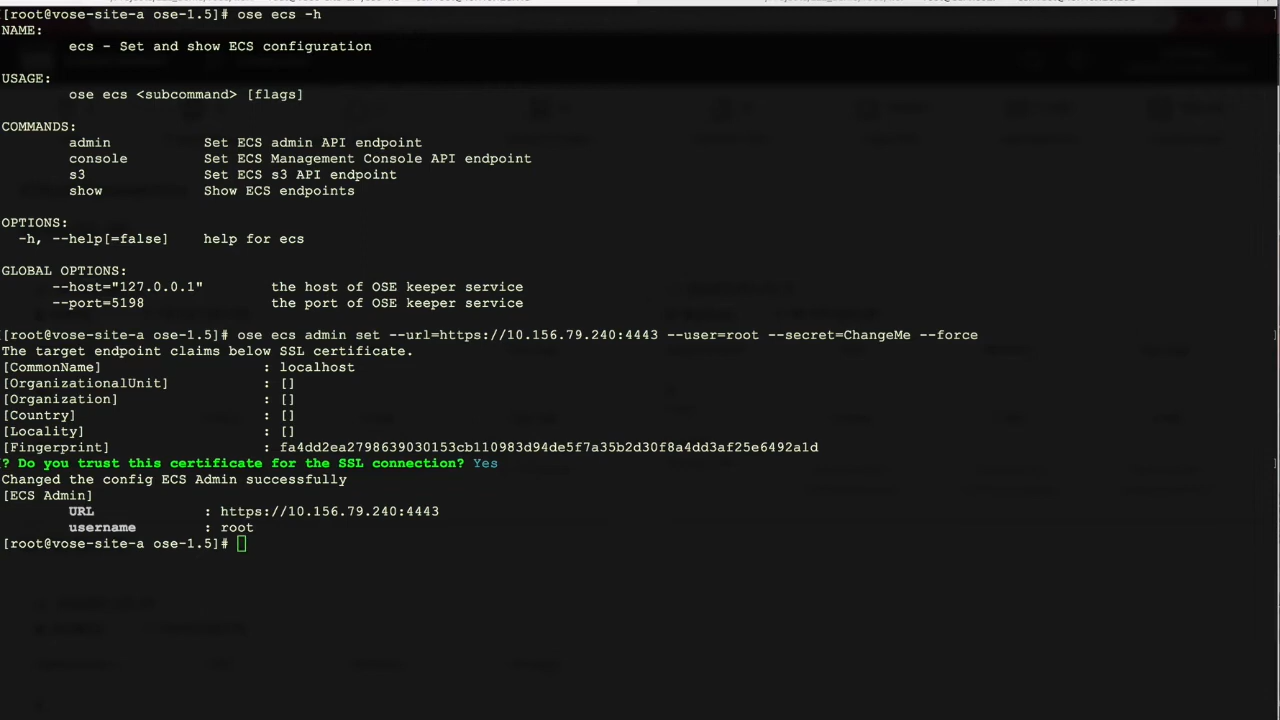 [root@vose-site-a ose-1.5]# ose ecs -h
NAME:
ecs - Set and show ECS configuration
USAGE:
ose ecs <subcommand> [flags]
COMMANDS:
admin Set ECS admin API endpoint
console Set ECS Management Console API endpoint
s3 Set ECS s3 API endpoint
show Show ECS endpoints
OPTIONS:
-h, --help[=false] help for ecs
GLOBAL OPTIONS:
--host="127.0.0.1" the host of OSE keeper service
--port=5198 the port of OSE keeper service
[root@vose-site-a ose-1.5]# ose ecs admin set --url=https://10.156.79.240:4443 --user=root --secret=ChangeMe --force
The target endpoint claims below SSL certificate.
[CommonName] : localhost
[OrganizationalUnit] : []
[Organization] : []
[Country] : []
[Locality] : []
[Fingerprint] : fa4dd2ea2798639030153cb110983d94de5f7a35b2d30f8a4dd3af25e6492a1d
? Do you trust this certificate for the SSL connection? Yes
Changed the config ECS Admin successfully
[ECS Admin]
URL : https://10.156.79.240:4443
username : root
[root@vose-site-a ose-1.5]#